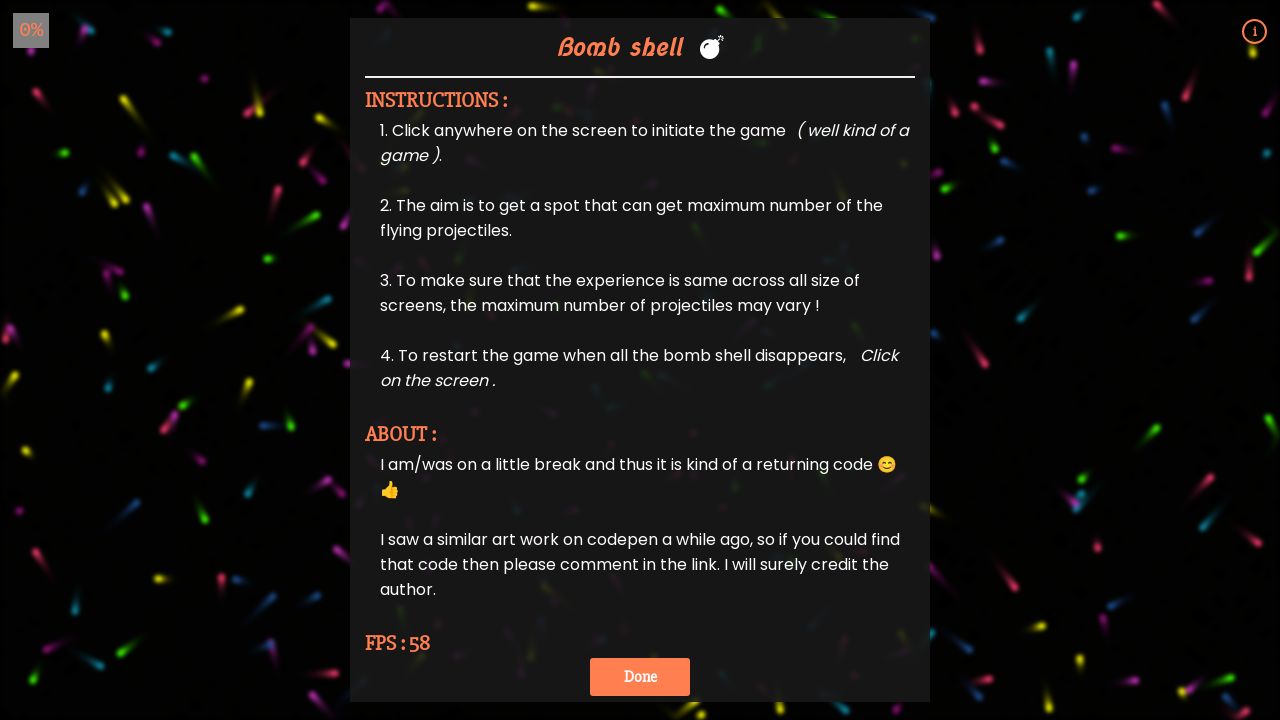 0%
Bomb shell 💣
i
INSTRUCTIONS :
1. Click anywhere on the screen to initiate the game ( well kind of a
game ).
2. The aim is to get a spot that can get maximum number of the
flying projectiles.
3. To make sure that the experience is same across all size of
screens, the maximum number of projectiles may vary !
4. To restart the game when all the bomb shell disappears, Click
on the screen .
ABOUT :
I am/was on a little break and thus it is kind of a returning code 😊
👍
I saw a similar art work on codepen a while ago, so if you could find
that code then please comment in the link. I will surely credit the
author.
FPS : 58
Done